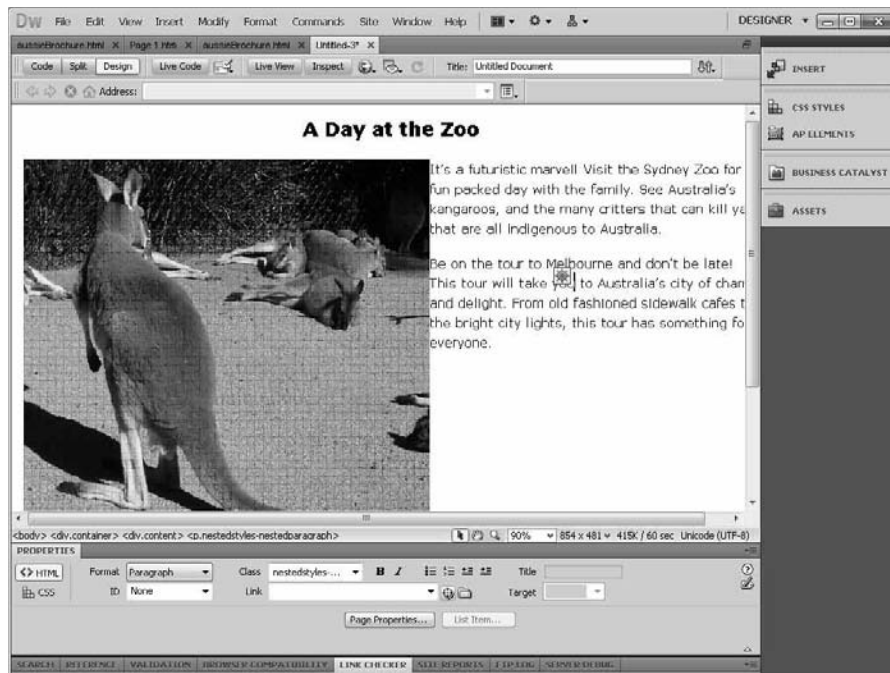 DW File Edit View Insert Modify Format Commands Site Window Help DESIGNER
aussieBrochure.html X Page 1.htm X aussieBrochure.html X Untitled-3* X
Code Split Design Live Code Live View Inspect Title: Untitled Document
Address:
INSERT
CSS STYLES
AP ELEMENTS
BUSINESS CATALYST
ASSETS
A Day at the Zoo
It's a futuristic marvel! Visit the Sydney Zoo for
fun packed day with the family. See Australia's
kangaroos, and the many critters that can kill ya
that are all indigenous to Australia.
Be on the tour to Melbourne and don't be late!
This tour will take you to Australia's city of char
and delight. From old fashioned sidewalk cafes t
the bright city lights, this tour has something fo
everyone.
<body> <div.container> <div.content> <p.nestedstyles-nestedparagraph> 90% 854 x 481 415K / 60 sec Unicode (UTF-8)
PROPERTIES
<> HTML Format Paragraph Class nestedstyles-... B I Title
CSS ID None Link Target
Page Properties... List Item...
SEARCH REFERENCE VALIDATION BROWSER COMPATIBILITY LINK CHECKER SITE REPORTS FTP LOG SERVER DEBUG